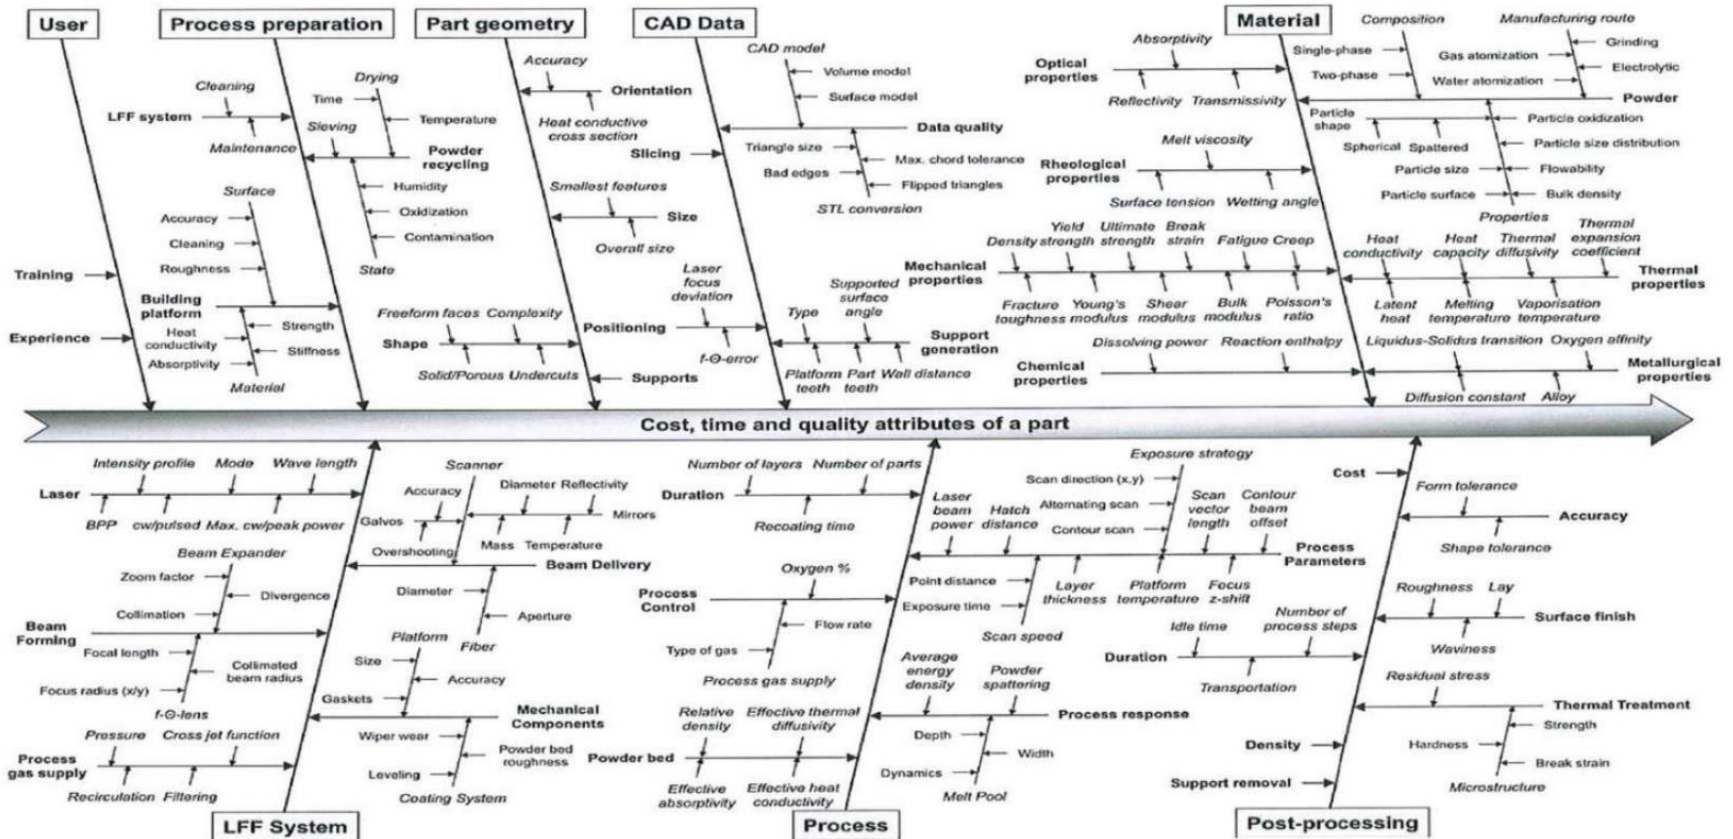 User
Process preparation
Part geometry
CAD Data
Material
Training
Experience
Cleaning
LFF system
Maintenance
Drying
Time
Temperature
Sieving
Powder
recycling
Humidity
Oxidization
Contamination
State
Surface
Accuracy
Cleaning
Roughness
Building
platform
Heat
conductivity
Absorptivity
Strength
Stiffness
Material
Accuracy
Orientation
Heat conductive
cross section
Smallest features
Size
Overall size
Freeform faces Complexity
Shape
Solid/Porous Undercuts
Supports
CAD model
Volume model
Surface model
Data quality
Slicing
Triangle size
Max. chord tolerance
Bad edges
Flipped triangles
STL conversion
Laser
focus
deviation
Positioning
f-Θ-error
Supported
surface
angle
Type
Support
generation
Platform
teeth
Part
teeth
Wall distance
Absorptivity
Optical
properties
Reflectivity Transmissivity
Melt viscosity
Rheological
properties
Surface tension Wetting angle
Density
Yield
strength
Ultimate
strength
Break
strain
Fatigue
Creep
Mechanical
properties
Fracture
toughness
Young's
modulus
Shear
modulus
Bulk
modulus
Poisson's
ratio
Dissolving power Reaction enthalpy
Chemical
properties
Composition
Single-phase
Two-phase
Manufacturing route
Grinding
Gas atomization
Electrolytic
Water atomization
Powder
Particle
shape
Spherical Spattered
Particle oxidization
Particle size distribution
Particle size
Flowability
Particle surface
Bulk density
Properties
Heat
conductivity
Heat
capacity
Thermal
diffusivity
Thermal
expansion
coefficient
Thermal
properties
Latent
heat
Melting
temperature
Vaporisation
temperature
Liquidus-Solidus transition Oxygen affinity
Metallurgical
properties
Diffusion constant Alloy
Cost, time and quality attributes of a part
Intensity profile Mode Wave length
Laser
BPP cw/pulsed Max. cw/peak power
Beam Expander
Zoom factor
Divergence
Collimation
Beam
Forming
Focal length
Collimated
beam radius
Focus radius (x/y)
f-Θ-lens
Pressure Cross jet function
Process
gas supply
Recirculation Filtering
Scanner
Accuracy
Galvos
Overshooting
Diameter Reflectivity
Mirrors
Mass Temperature
Beam Delivery
Diameter
Aperture
Fiber
Platform
Size
Accuracy
Gaskets
Mechanical
Components
Wiper wear
Powder bed
roughness
Leveling
Coating System
LFF System
Number of layers Number of parts
Duration
Recoating time
Oxygen %
Process
Control
Flow rate
Type of gas
Process gas supply
Relative
density
Effective thermal
diffusivity
Powder bed
Effective
absorptivity
Effective heat
conductivity
Exposure strategy
Scan direction (x,y)
Alternating scan
Contour scan
Laser
beam
power
Hatch
distance
Scan
vector
length
Contour
beam
offset
Process
Parameters
Point distance
Exposure time
Scan speed
Layer
thickness
Platform
temperature
Focus
z-shift
Average
energy
density
Powder
spattering
Process response
Depth
Width
Dynamics
Melt Pool
Process
Cost
Form tolerance
Accuracy
Shape tolerance
Roughness Lay
Surface finish
Waviness
Idle time
Number of
process steps
Duration
Transportation
Residual stress
Thermal Treatment
Strength
Hardness
Break strain
Microstructure
Density
Support removal
Post-processing